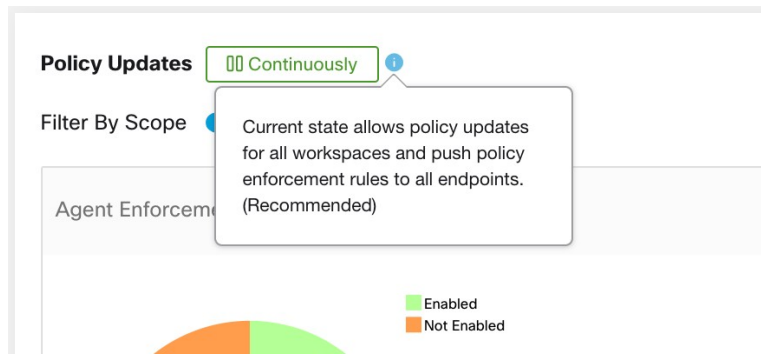 Policy Updates Continuously
Filter By Scope
Current state allows policy updates
for all workspaces and push policy
enforcement rules to all endpoints.
(Recommended)
Agent
Enabled
Not Enabled